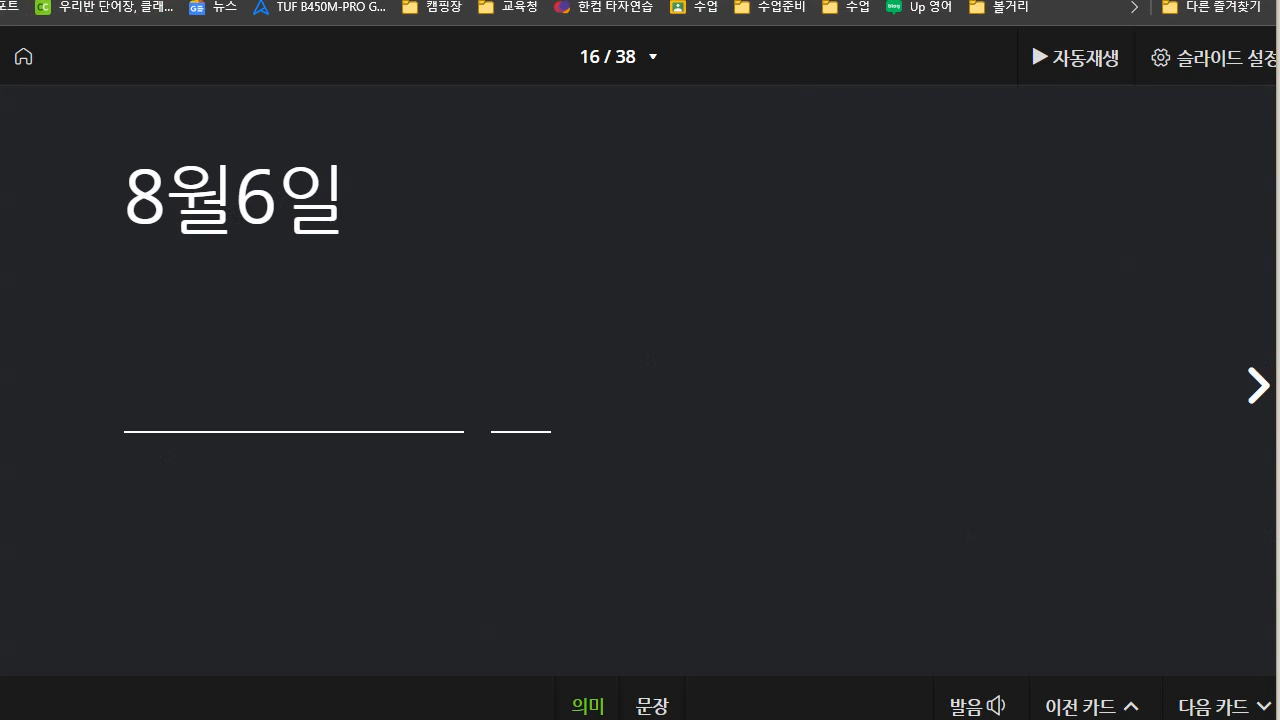 포트 우리반 단어장, 클래... 뉴스 TUF B450M-PRO G... 캠핑장 교육청 한컴 타자연습 수업 수업준비 수업 Up 영어 볼거리 다른 즐겨찾기
16 / 38 자동재생 슬라이드 설정
8월6일
의미 문장 발음 이전 카드 다음 카드